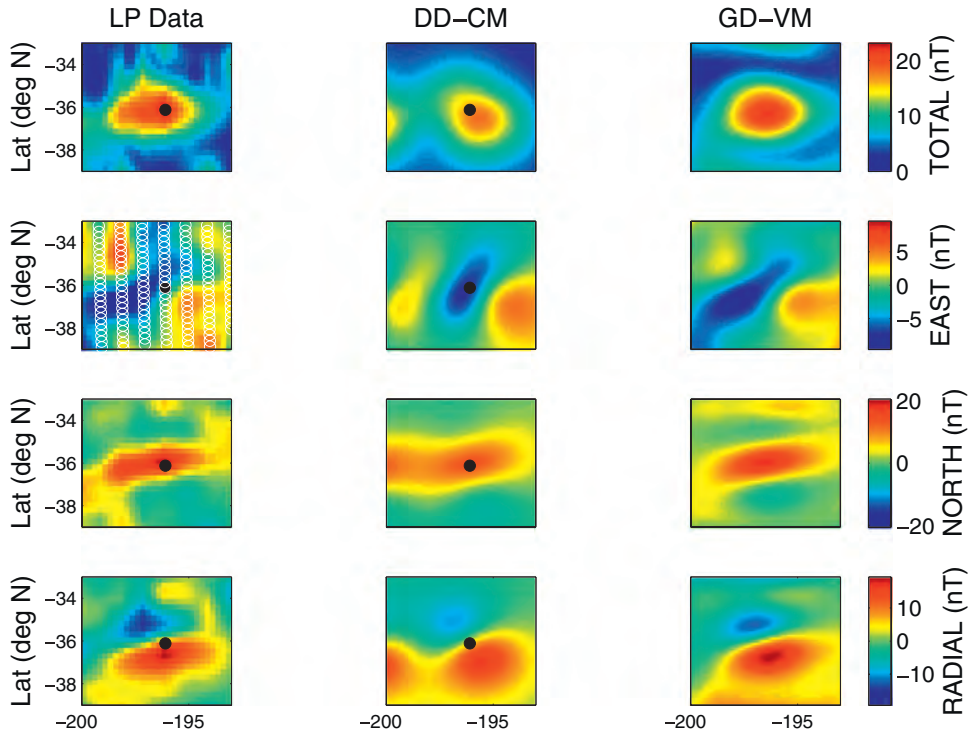 LP Data DD–CM GD–VM
Lat (deg N) −34 −36 −38 20 10 0 TOTAL (nT)
Lat (deg N) −34 −36 −38 5 0 −5 EAST (nT)
Lat (deg N) −34 −36 −38 20 0 −20 NORTH (nT)
Lat (deg N) −34 −36 −38 10 0 −10 RADIAL (nT)
−200 −195 −200 −195 −200 −195